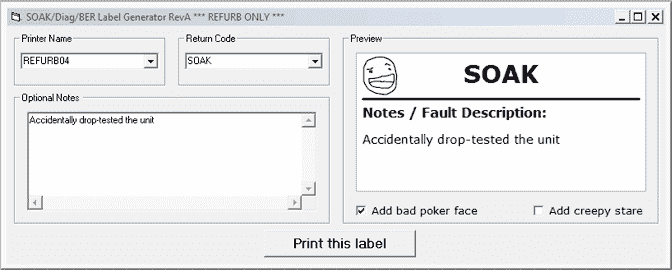 SOAK/Diag/BER Label Generator RevA *** REFURB ONLY ***
Printer Name
REFURB04
Return Code
SOAK
Optional Notes
Accidentally drop-tested the unit
Preview
SOAK
Notes / Fault Description:
Accidentally drop-tested the unit
Add bad poker face
Add creepy stare
Print this label